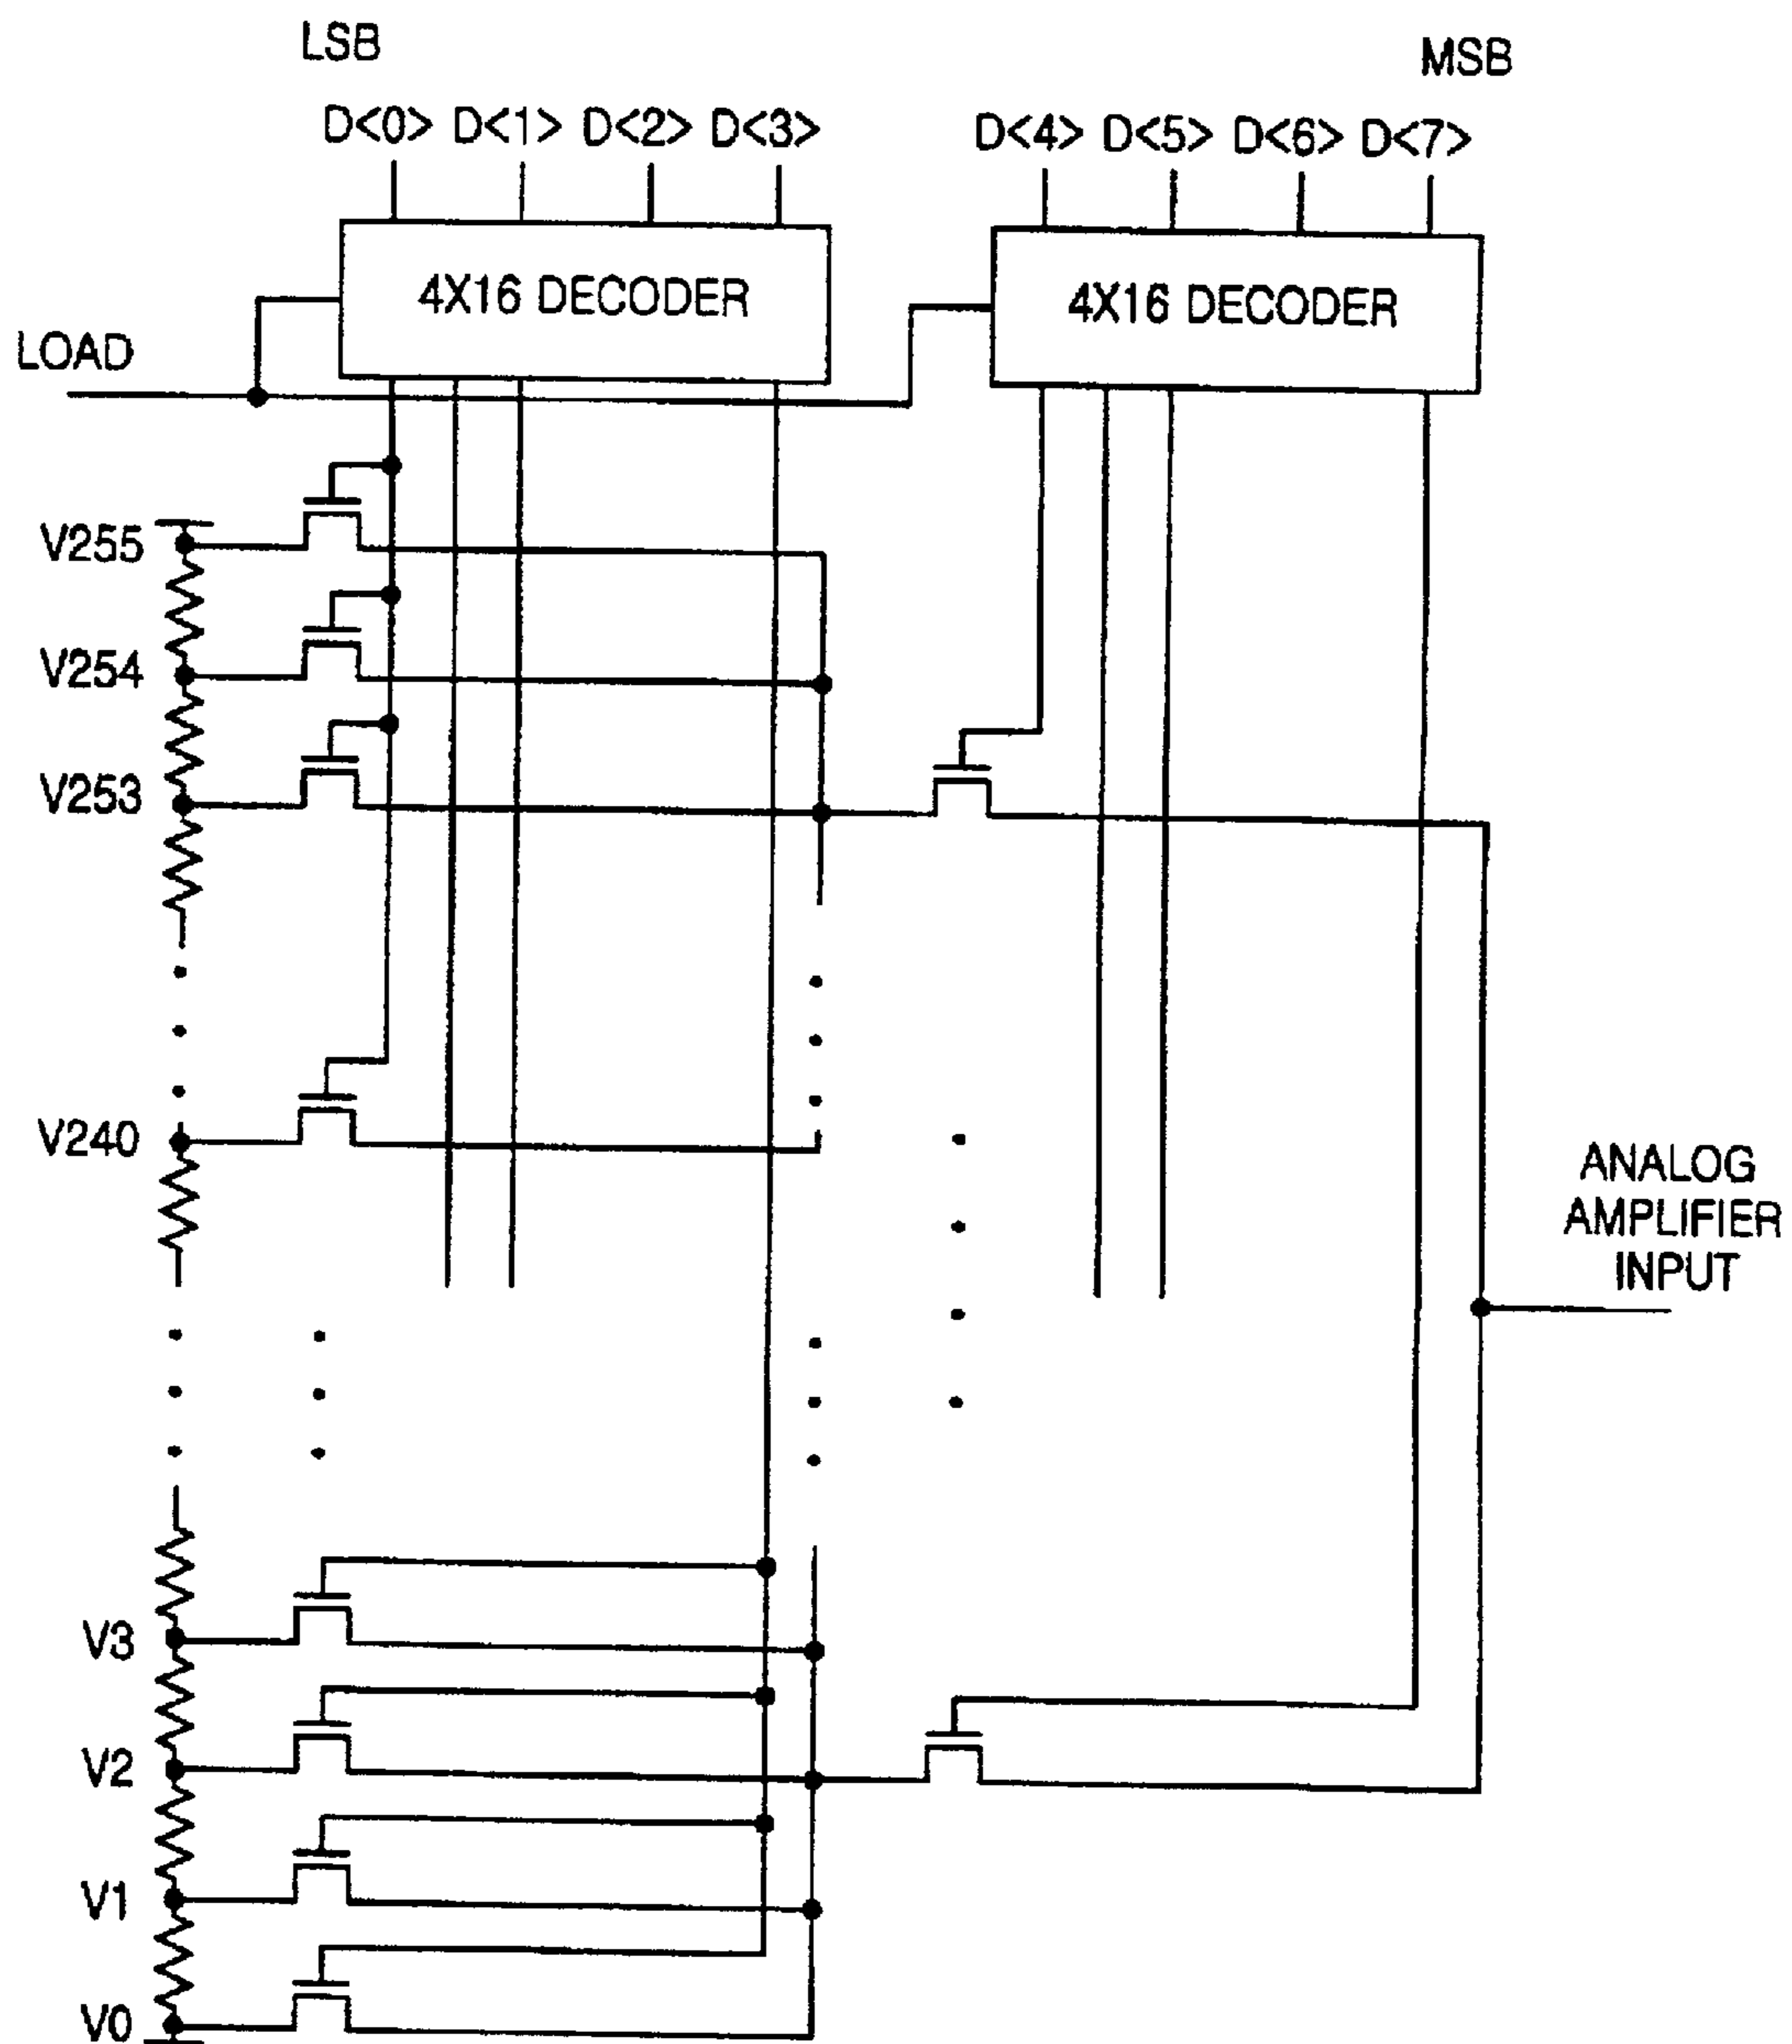 LSB
MSB
D<0> D<1> D<2> D<3>
D<4> D<5> D<6> D<7>
4X16 DECODER
4X16 DECODER
LOAD
V255
V254
V253
V240
ANALOG
AMPLIFIER
INPUT
V3
V2
V1
V0